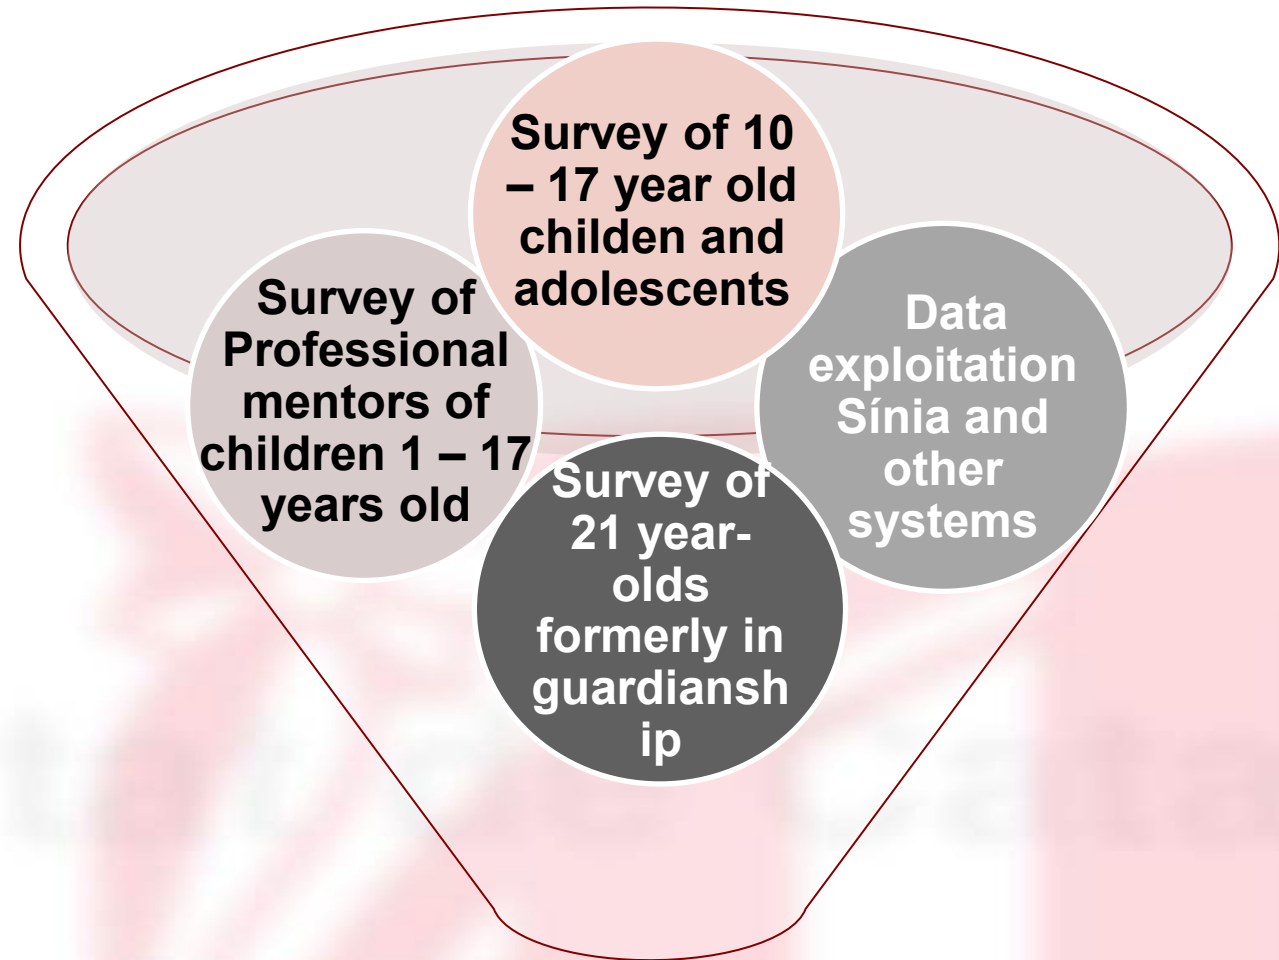 Survey of 10
– 17 year old
childen and
adolescents
Survey of
Professional
mentors of
children 1 – 17
years old
Data
exploitation
Sínia and
other
systems
Survey of
21 year-
olds
formerly in
guardiansh
ip